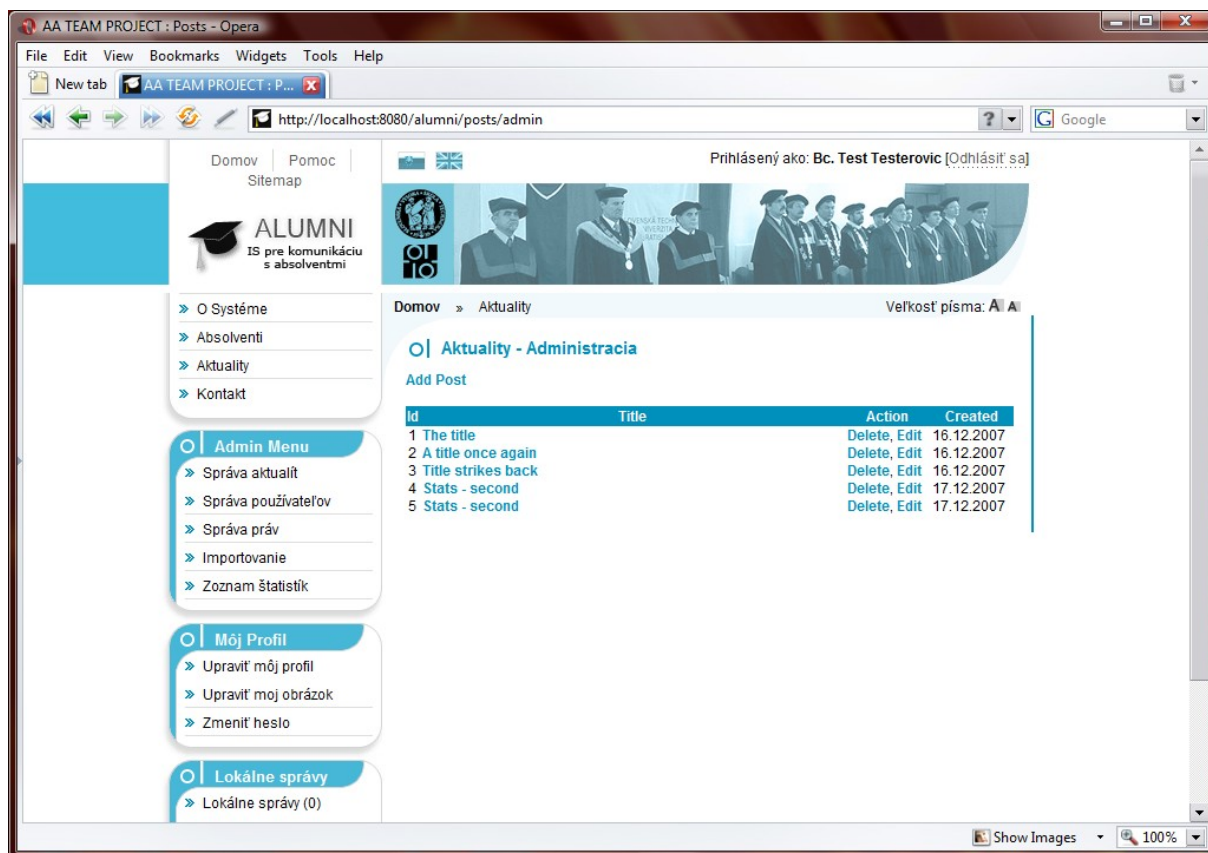 AA TEAM PROJECT : Posts - Opera
File Edit View Bookmarks Widgets Tools Help
New tab AA TEAM PROJECT : P...
http://localhost:8080/alumni/posts/admin ? Google
Domov Pomoc
Sitemap
Prihlásený ako: Bc. Test Testerovic [Odhlásiť sa]
ALUMNI
IS pre komunikáciu
s absolventmi
O Systéme
Absolventi
Aktuality
Kontakt
Admin Menu
Správa aktualít
Správa používateľov
Správa práv
Importovanie
Zoznam štatistík
Môj Profil
Upraviť môj profil
Upraviť moj obrázok
Zmeniť heslo
Lokálne správy
Lokálne správy (0)
Domov » Aktuality
Veľkosť písma: A A
Aktuality - Administracia
Add Post
Id Title Action Created
1 The title Delete, Edit 16.12.2007
2 A title once again Delete, Edit 16.12.2007
3 Title strikes back Delete, Edit 16.12.2007
4 Stats - second Delete, Edit 17.12.2007
5 Stats - second Delete, Edit 17.12.2007
Show Images 100%